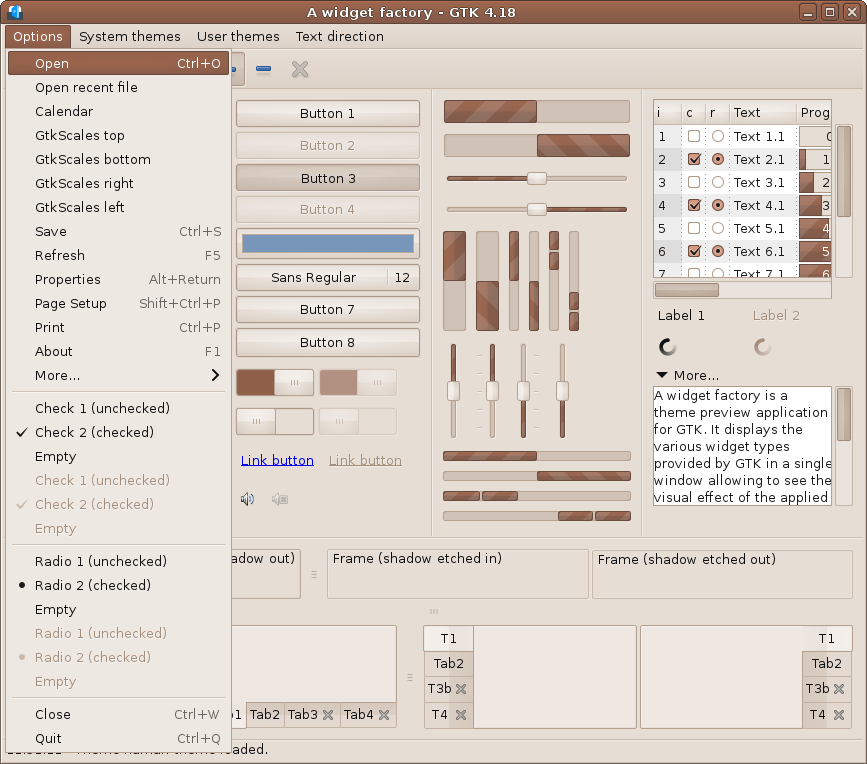 A widget factory - GTK 4.18
Options System themes User themes Text direction
Open Ctrl+O
Open recent file
Calendar
GtkScales top
GtkScales bottom
GtkScales right
GtkScales left
Save Ctrl+S
Refresh F5
Properties Alt+Return
Page Setup Shift+Ctrl+P
Print Ctrl+P
About F1
More...
Check 1 (unchecked)
Check 2 (checked)
Empty
Check 1 (unchecked)
Check 2 (checked)
Empty
Radio 1 (unchecked)
Radio 2 (checked)
Empty
Radio 1 (unchecked)
Radio 2 (checked)
Empty
Close Ctrl+W
Quit Ctrl+Q
Button 1
Button 2
Button 3
Button 4
Sans Regular 12
Button 7
Button 8
Link button Link button
i c r Text Prog
1 Text 1.1 0
2 Text 2.1 1
3 Text 3.1 2
4 Text 4.1 3
5 Text 5.1 4
6 Text 6.1 5
7 Text 7.1 6
Label 1 Label 2
More...
A widget factory is a
theme preview application
for GTK. It displays the
various widget types
provided by GTK in a single
window allowing to see the
visual effect of the applied
out) Frame (shadow etched in) Frame (shadow etched out)
Tab2 Tab3 Tab4
T1
Tab2
T3b
T4
T1
Tab2
T3b
T4